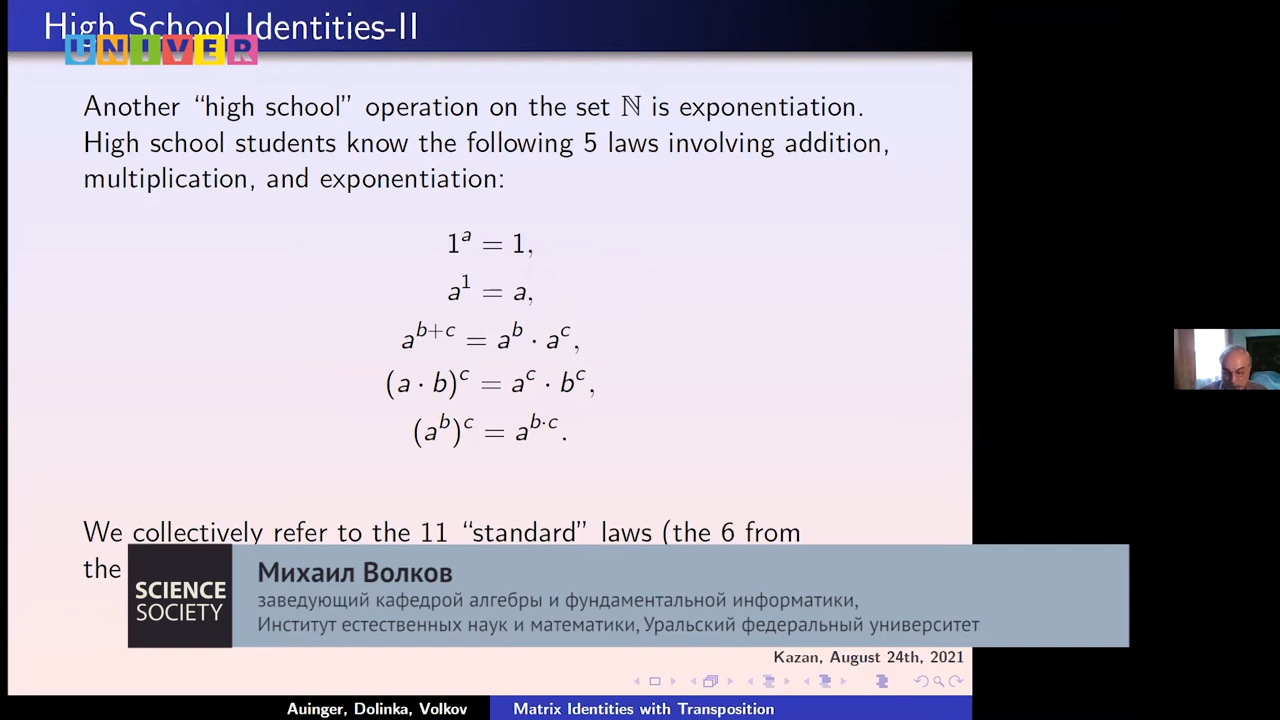 High School Identities-II
UNIVER
Another “high school” operation on the set ℕ is exponentiation.
High school students know the following 5 laws involving addition,
multiplication, and exponentiation:
1^a = 1,
a^1 = a,
a^{b+c} = a^b · a^c,
(a · b)^c = a^c · b^c,
(a^b)^c = a^{b·c}.
We collectively refer to the 11 “standard” laws (the 6 from
the
SCIENCE
SOCIETY
Михаил Волков
заведующий кафедрой алгебры и фундаментальной информатики,
Институт естественных наук и математики, Уральский федеральный университет
Kazan, August 24th, 2021
Auinger, Dolinka, Volkov
Matrix Identities with Transposition